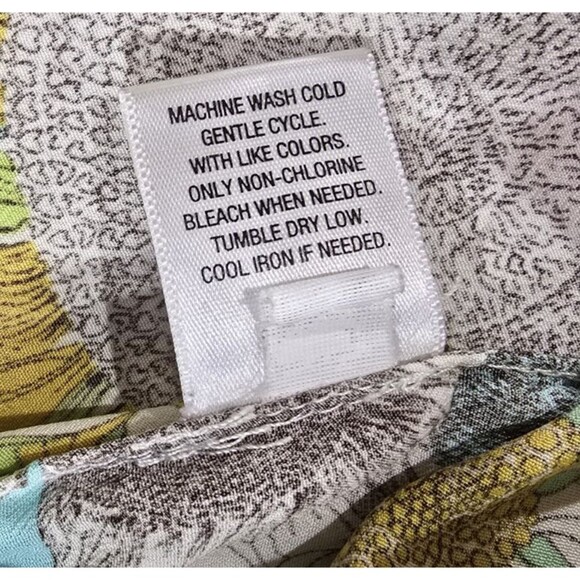 MACHINE WASH COLD
GENTLE CYCLE.
WITH LIKE COLORS.
ONLY NON-CHLORINE
BLEACH WHEN NEEDED.
TUMBLE DRY LOW.
COOL IRON IF NEEDED.